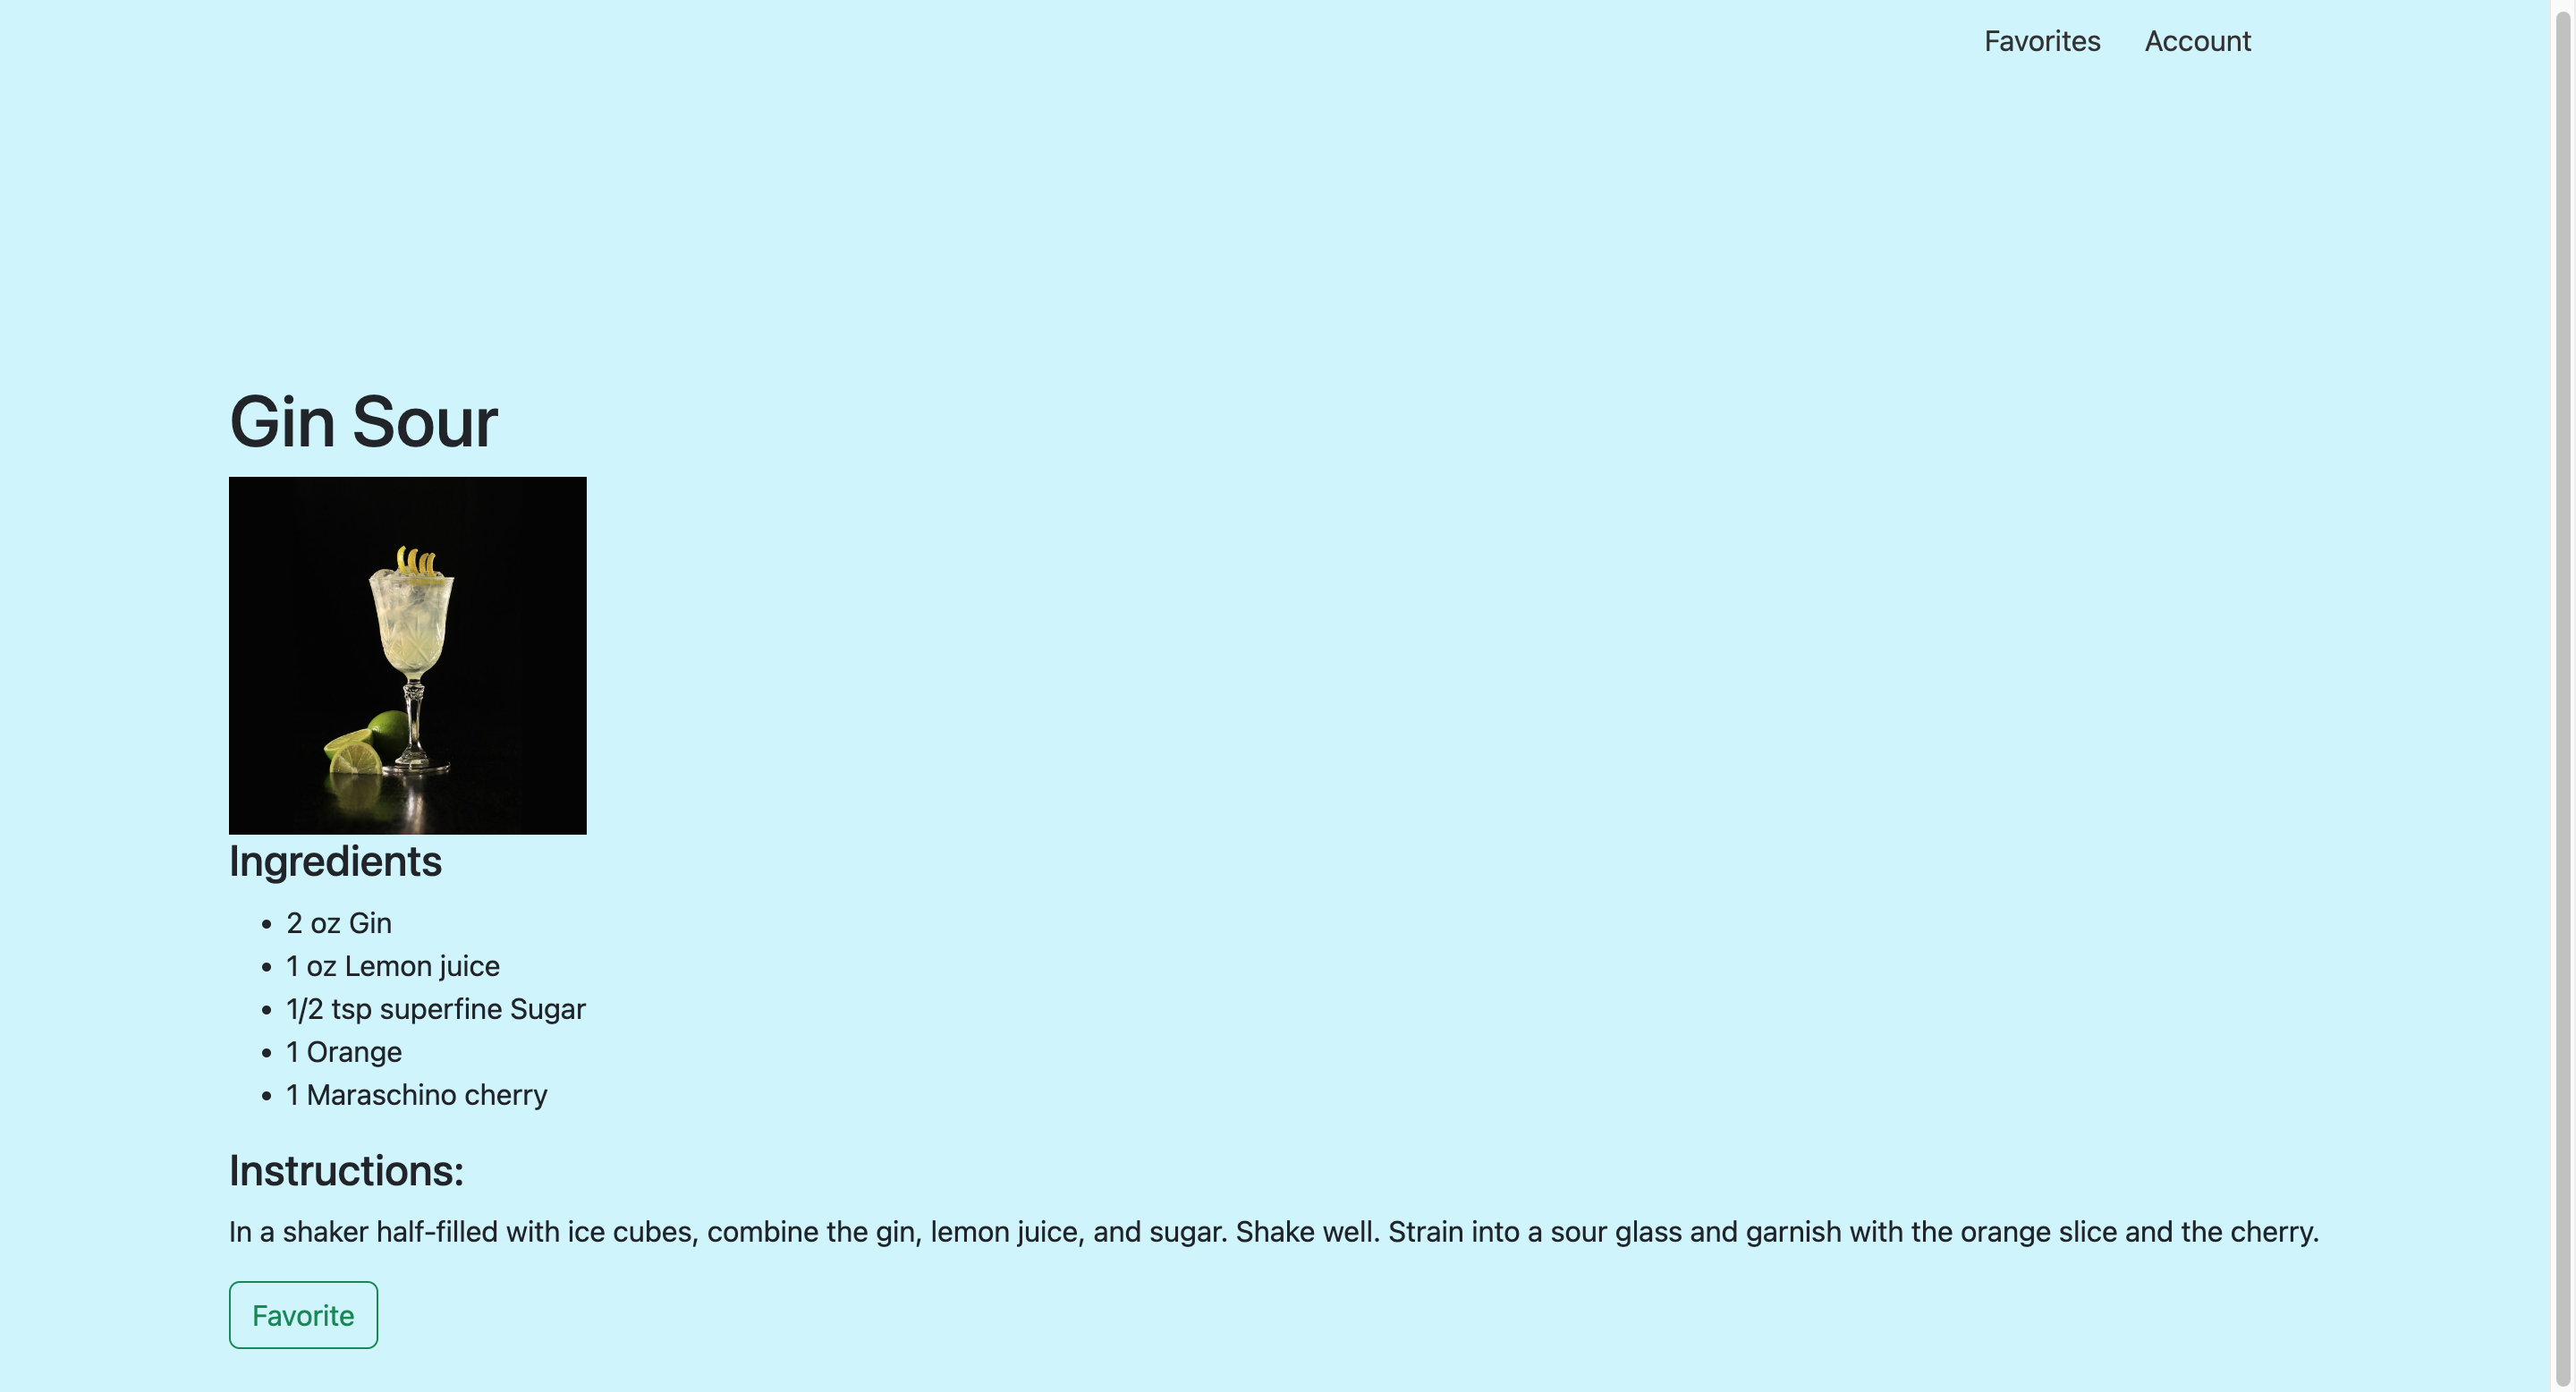 Favorites Account
Gin Sour
Ingredients
2 oz Gin
1 oz Lemon juice
1/2 tsp superfine Sugar
1 Orange
1 Maraschino cherry
Instructions:
In a shaker half-filled with ice cubes, combine the gin, lemon juice, and sugar. Shake well. Strain into a sour glass and garnish with the orange slice and the cherry.
Favorite